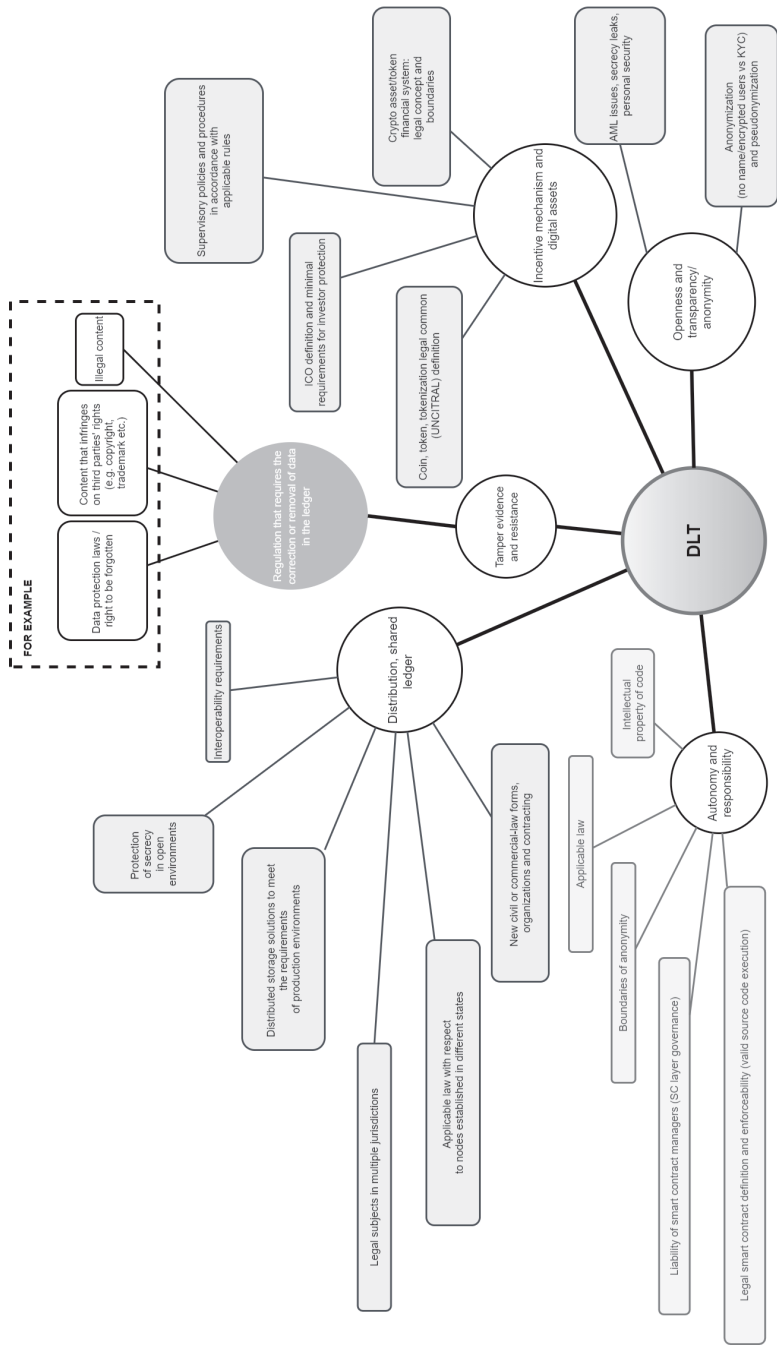 FOR EXAMPLE
Data protection laws /
right to be forgotten
Content that infringes
on third parties' rights
(e.g. copyright,
trademark etc.)
Illegal content
Regulation that requires the
correction or removal of data
in the ledger
Tamper evidence
and resistance
DLT
Supervisory policies and procedures
in accordance with
applicable rules
Crypto asset/token
financial system:
legal concept and
boundaries
ICO definition and minimal
requirements for investor protection
Coin, token, tokenization legal common
(UNCITRAL) definition
Incentive mechanism and
digital assets
AML issues, secrecy leaks,
personal security
Anonymization
(no name/encrypted users vs KYC)
and pseudonymization
Openness and
transparency/
anonymity
Interoperability requirements
Protection
of secrecy
in open
environments
Distributed storage solutions to meet
the requirements
of production environments
Legal subjects in multiple jurisdictions
Applicable law with respect
to nodes established in different states
New civil or commercial-law forms,
organizations and contracting
Distribution, shared
ledger
Intellectual
property of code
Applicable law
Boundaries of anonymity
Liability of smart contract managers (SC layer governance)
Legal smart contract definition and enforceability (valid source code execution)
Autonomy and
responsibility